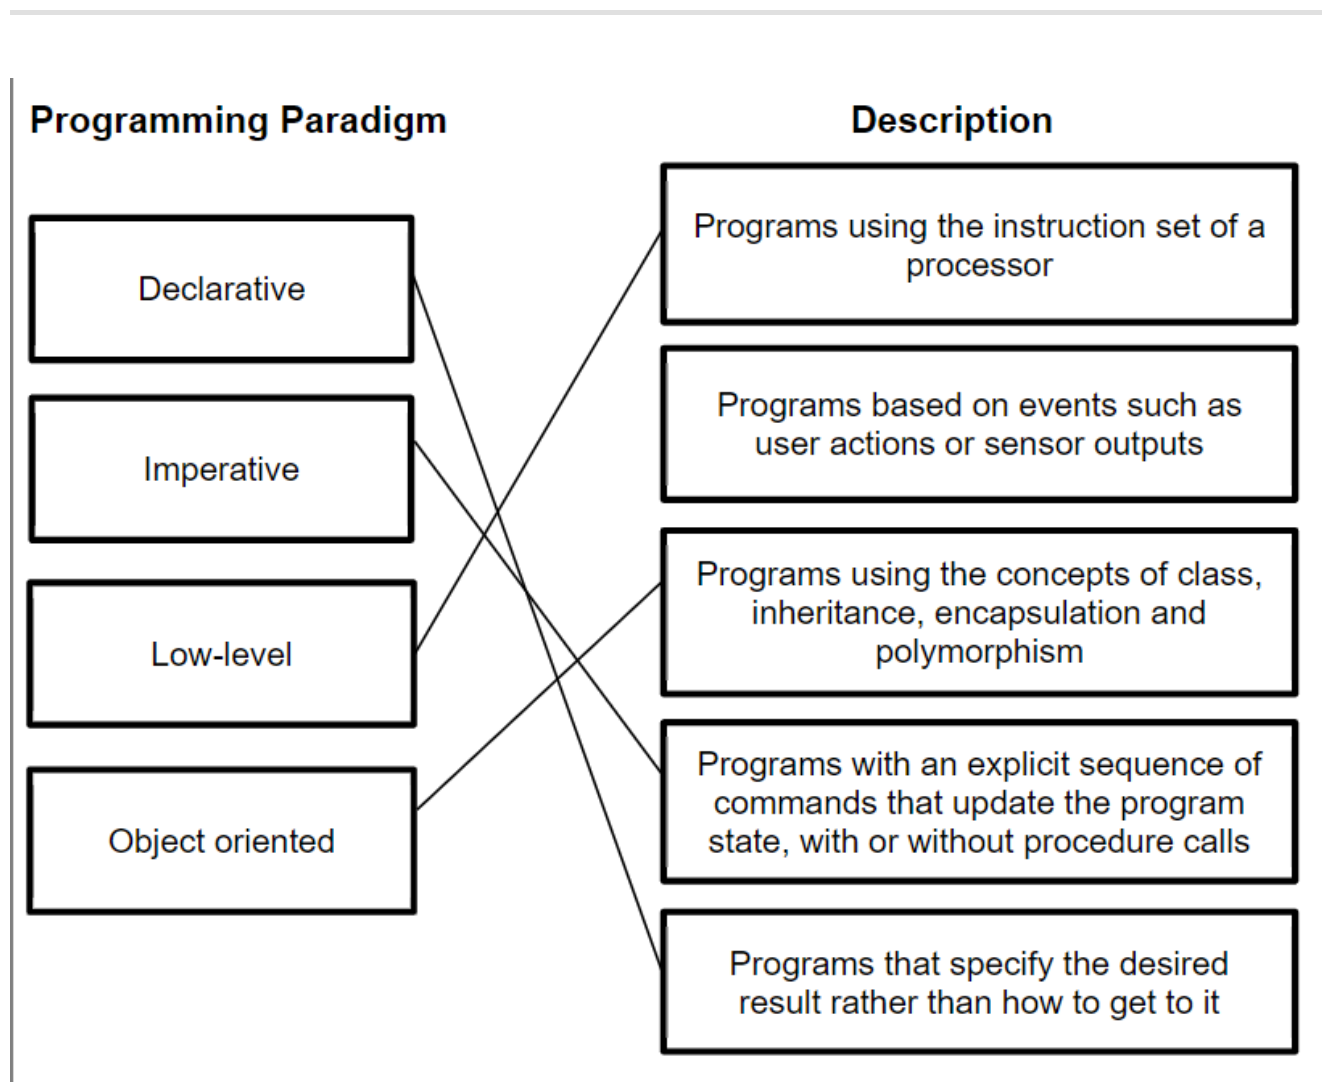 Programming Paradigm
Description
Declarative
Imperative
Low-level
Object oriented
Programs using the instruction set of a
processor
Programs based on events such as
user actions or sensor outputs
Programs using the concepts of class,
inheritance, encapsulation and
polymorphism
Programs with an explicit sequence of
commands that update the program
state, with or without procedure calls
Programs that specify the desired
result rather than how to get to it